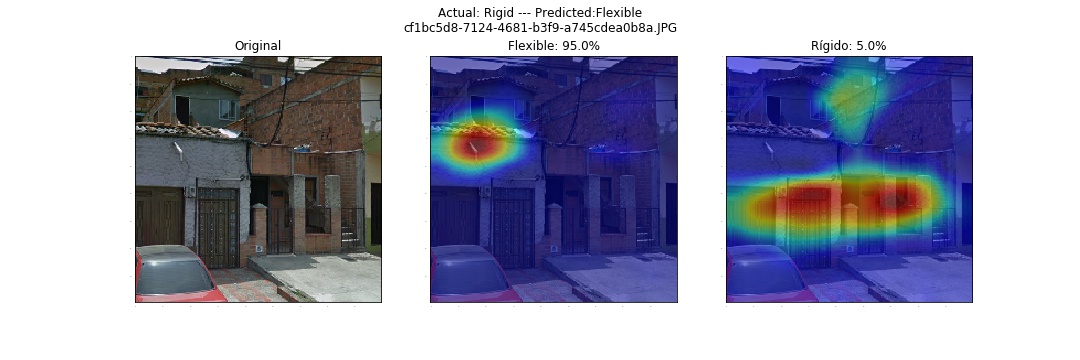 Actual: Rigid --- Predicted:Flexible
cf1bc5d8-7124-4681-b3f9-a745cdea0b8a.JPG
Original
Flexible: 95.0%
Rígido: 5.0%